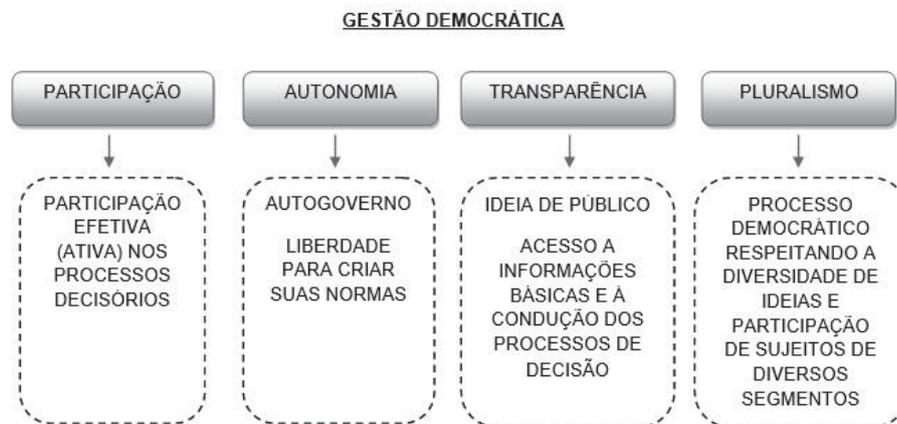 GESTÃO DEMOCRÁTICA
PARTICIPAÇÃO
AUTONOMIA
TRANSPARÊNCIA
PLURALISMO
PARTICIPAÇÃO
EFETIVA
(ATIVA) NOS
PROCESSOS
DECISÓRIOS
AUTOGOVERNO
LIBERDADE
PARA CRIAR
SUAS NORMAS
IDEIA DE PÚBLICO
ACESSO A
INFORMAÇÕES
BÁSICAS E À
CONDUÇÃO DOS
PROCESSOS DE
DECISÃO
PROCESSO
DEMOCRÁTICO
RESPEITANDO A
DIVERSIDADE DE
IDEIAS E
PARTICIPAÇÃO
DE SUJEITOS DE
DIVERSOS
SEGMENTOS